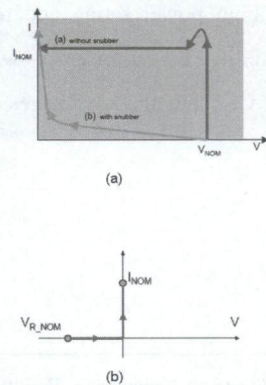 I
I_NOM
(a) without snubber
(b) with snubber
V_NOM
V
(a)
I_NOM
V_R_NOM
V
(b)